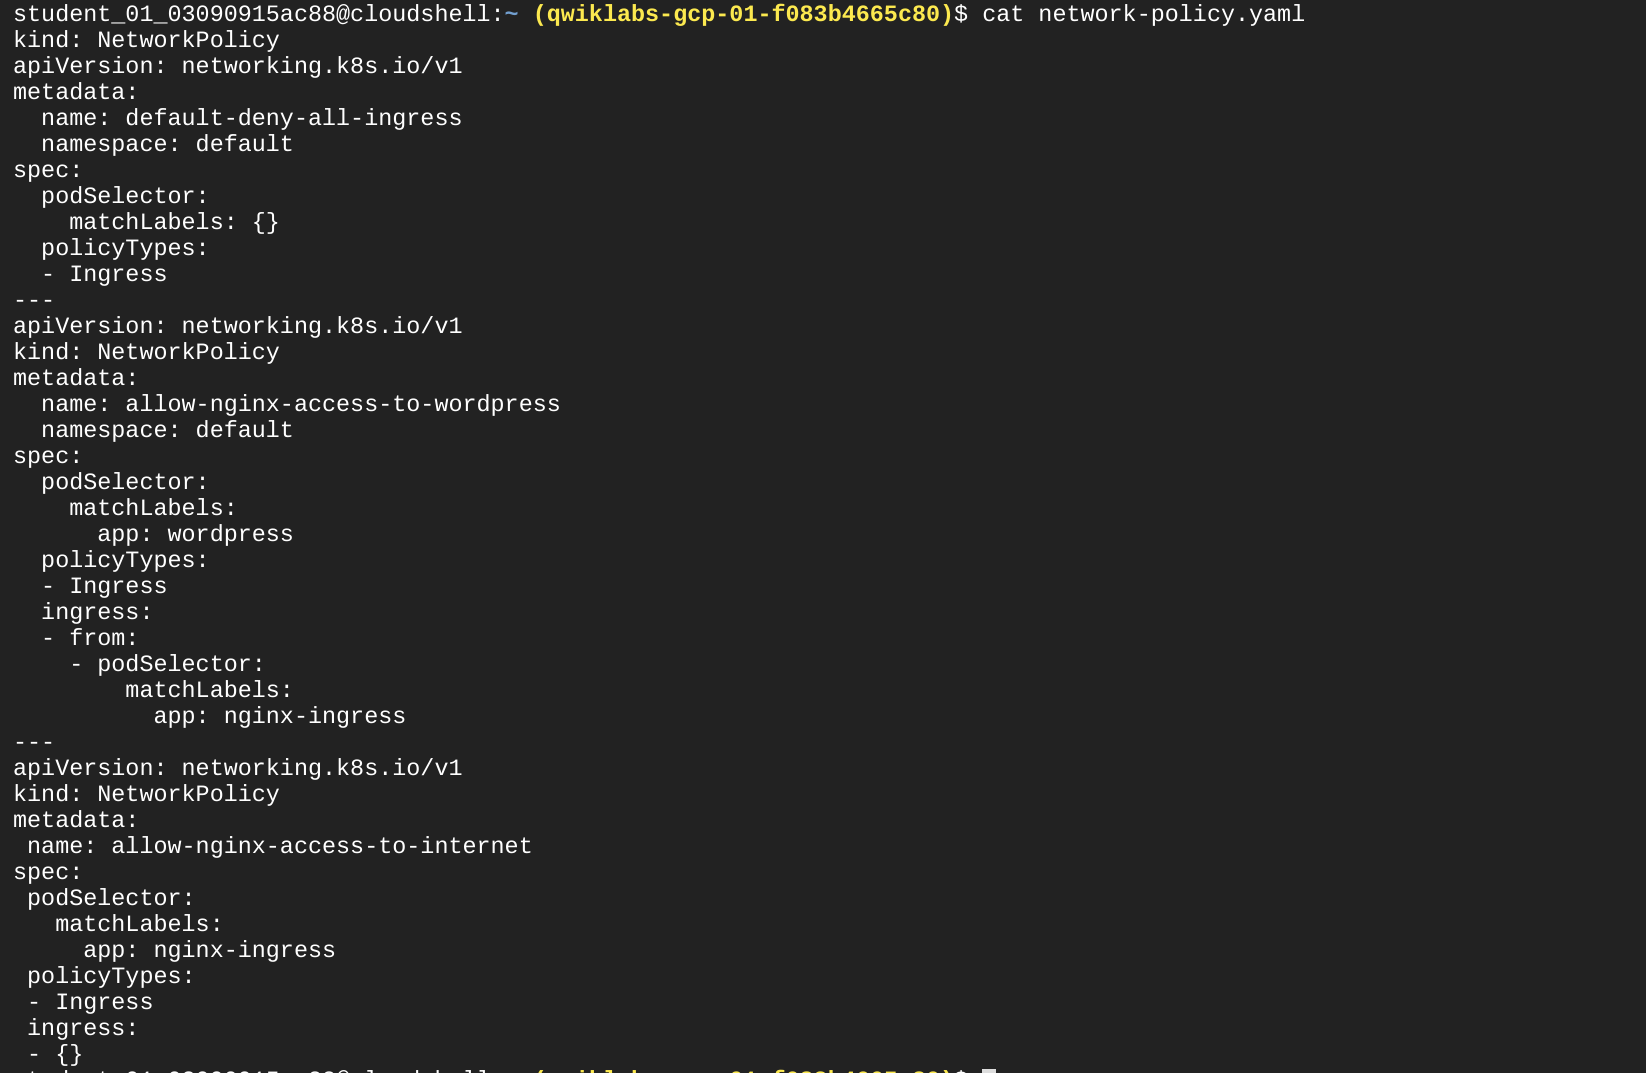 student_01_03090915ac88@cloudshell:~ (qwiklabs-gcp-01-f083b4665c80)$ cat network-policy.yaml
kind: NetworkPolicy
apiVersion: networking.k8s.io/v1
metadata:
  name: default-deny-all-ingress
  namespace: default
spec:
  podSelector:
    matchLabels: {}
  policyTypes:
  - Ingress
---
apiVersion: networking.k8s.io/v1
kind: NetworkPolicy
metadata:
  name: allow-nginx-access-to-wordpress
  namespace: default
spec:
  podSelector:
    matchLabels:
      app: wordpress
  policyTypes:
  - Ingress
  ingress:
  - from:
    - podSelector:
        matchLabels:
          app: nginx-ingress
---
apiVersion: networking.k8s.io/v1
kind: NetworkPolicy
metadata:
 name: allow-nginx-access-to-internet
spec:
 podSelector:
   matchLabels:
     app: nginx-ingress
 policyTypes:
 - Ingress
 ingress:
 - {}